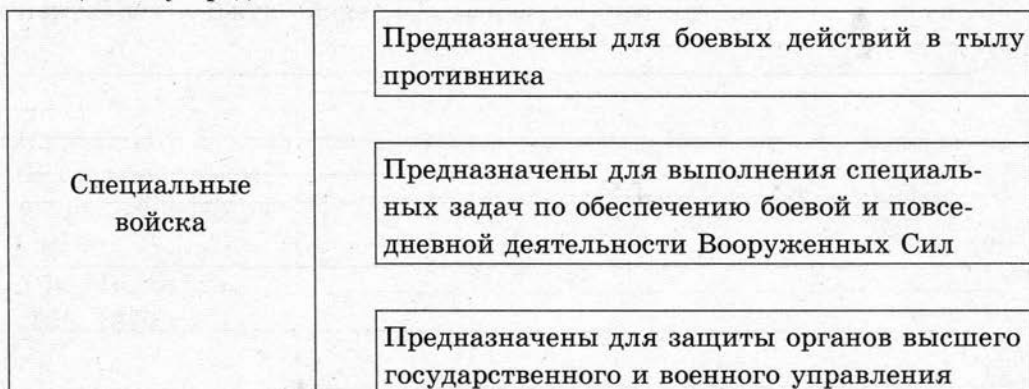 Специальные
войска
Предназначены для боевых действий в тылу
противника
Предназначены для выполнения специаль-
ных задач по обеспечению боевой и повсе-
дневной деятельности Вооруженных Сил
Предназначены для защиты органов высшего
государственного и военного управления